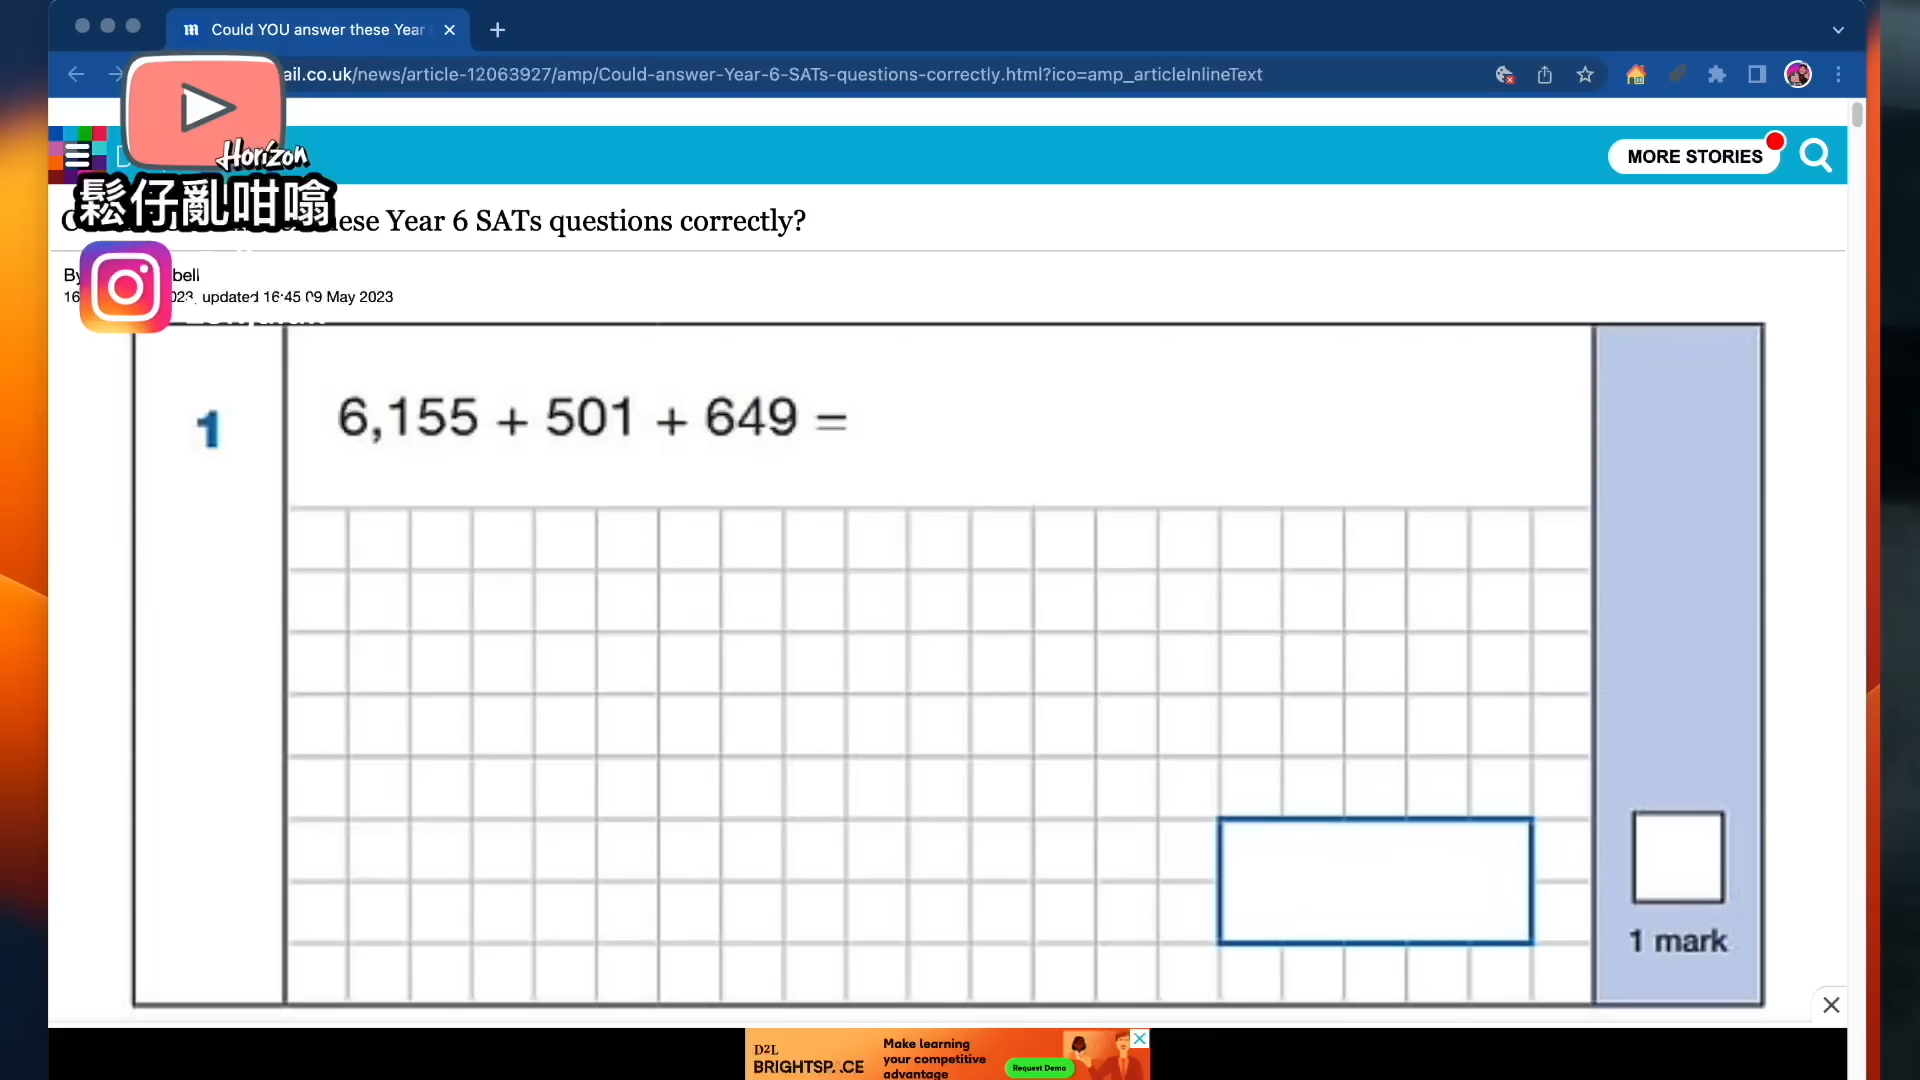 Could YOU answer these Year
ail.co.uk/news/article-12063927/amp/Could-answer-Year-6-SATs-questions-correctly.html?ico=amp_articleInlineText
Horizon
MORE STORIES
鬆仔亂咁噏
these Year 6 SATs questions correctly?
By bell
updated 16:45 09 May 2023
1
6,155 + 501 + 649 =
1 mark
D2L
BRIGHTSPACE
Make learning
your competitive
advantage
Request Demo